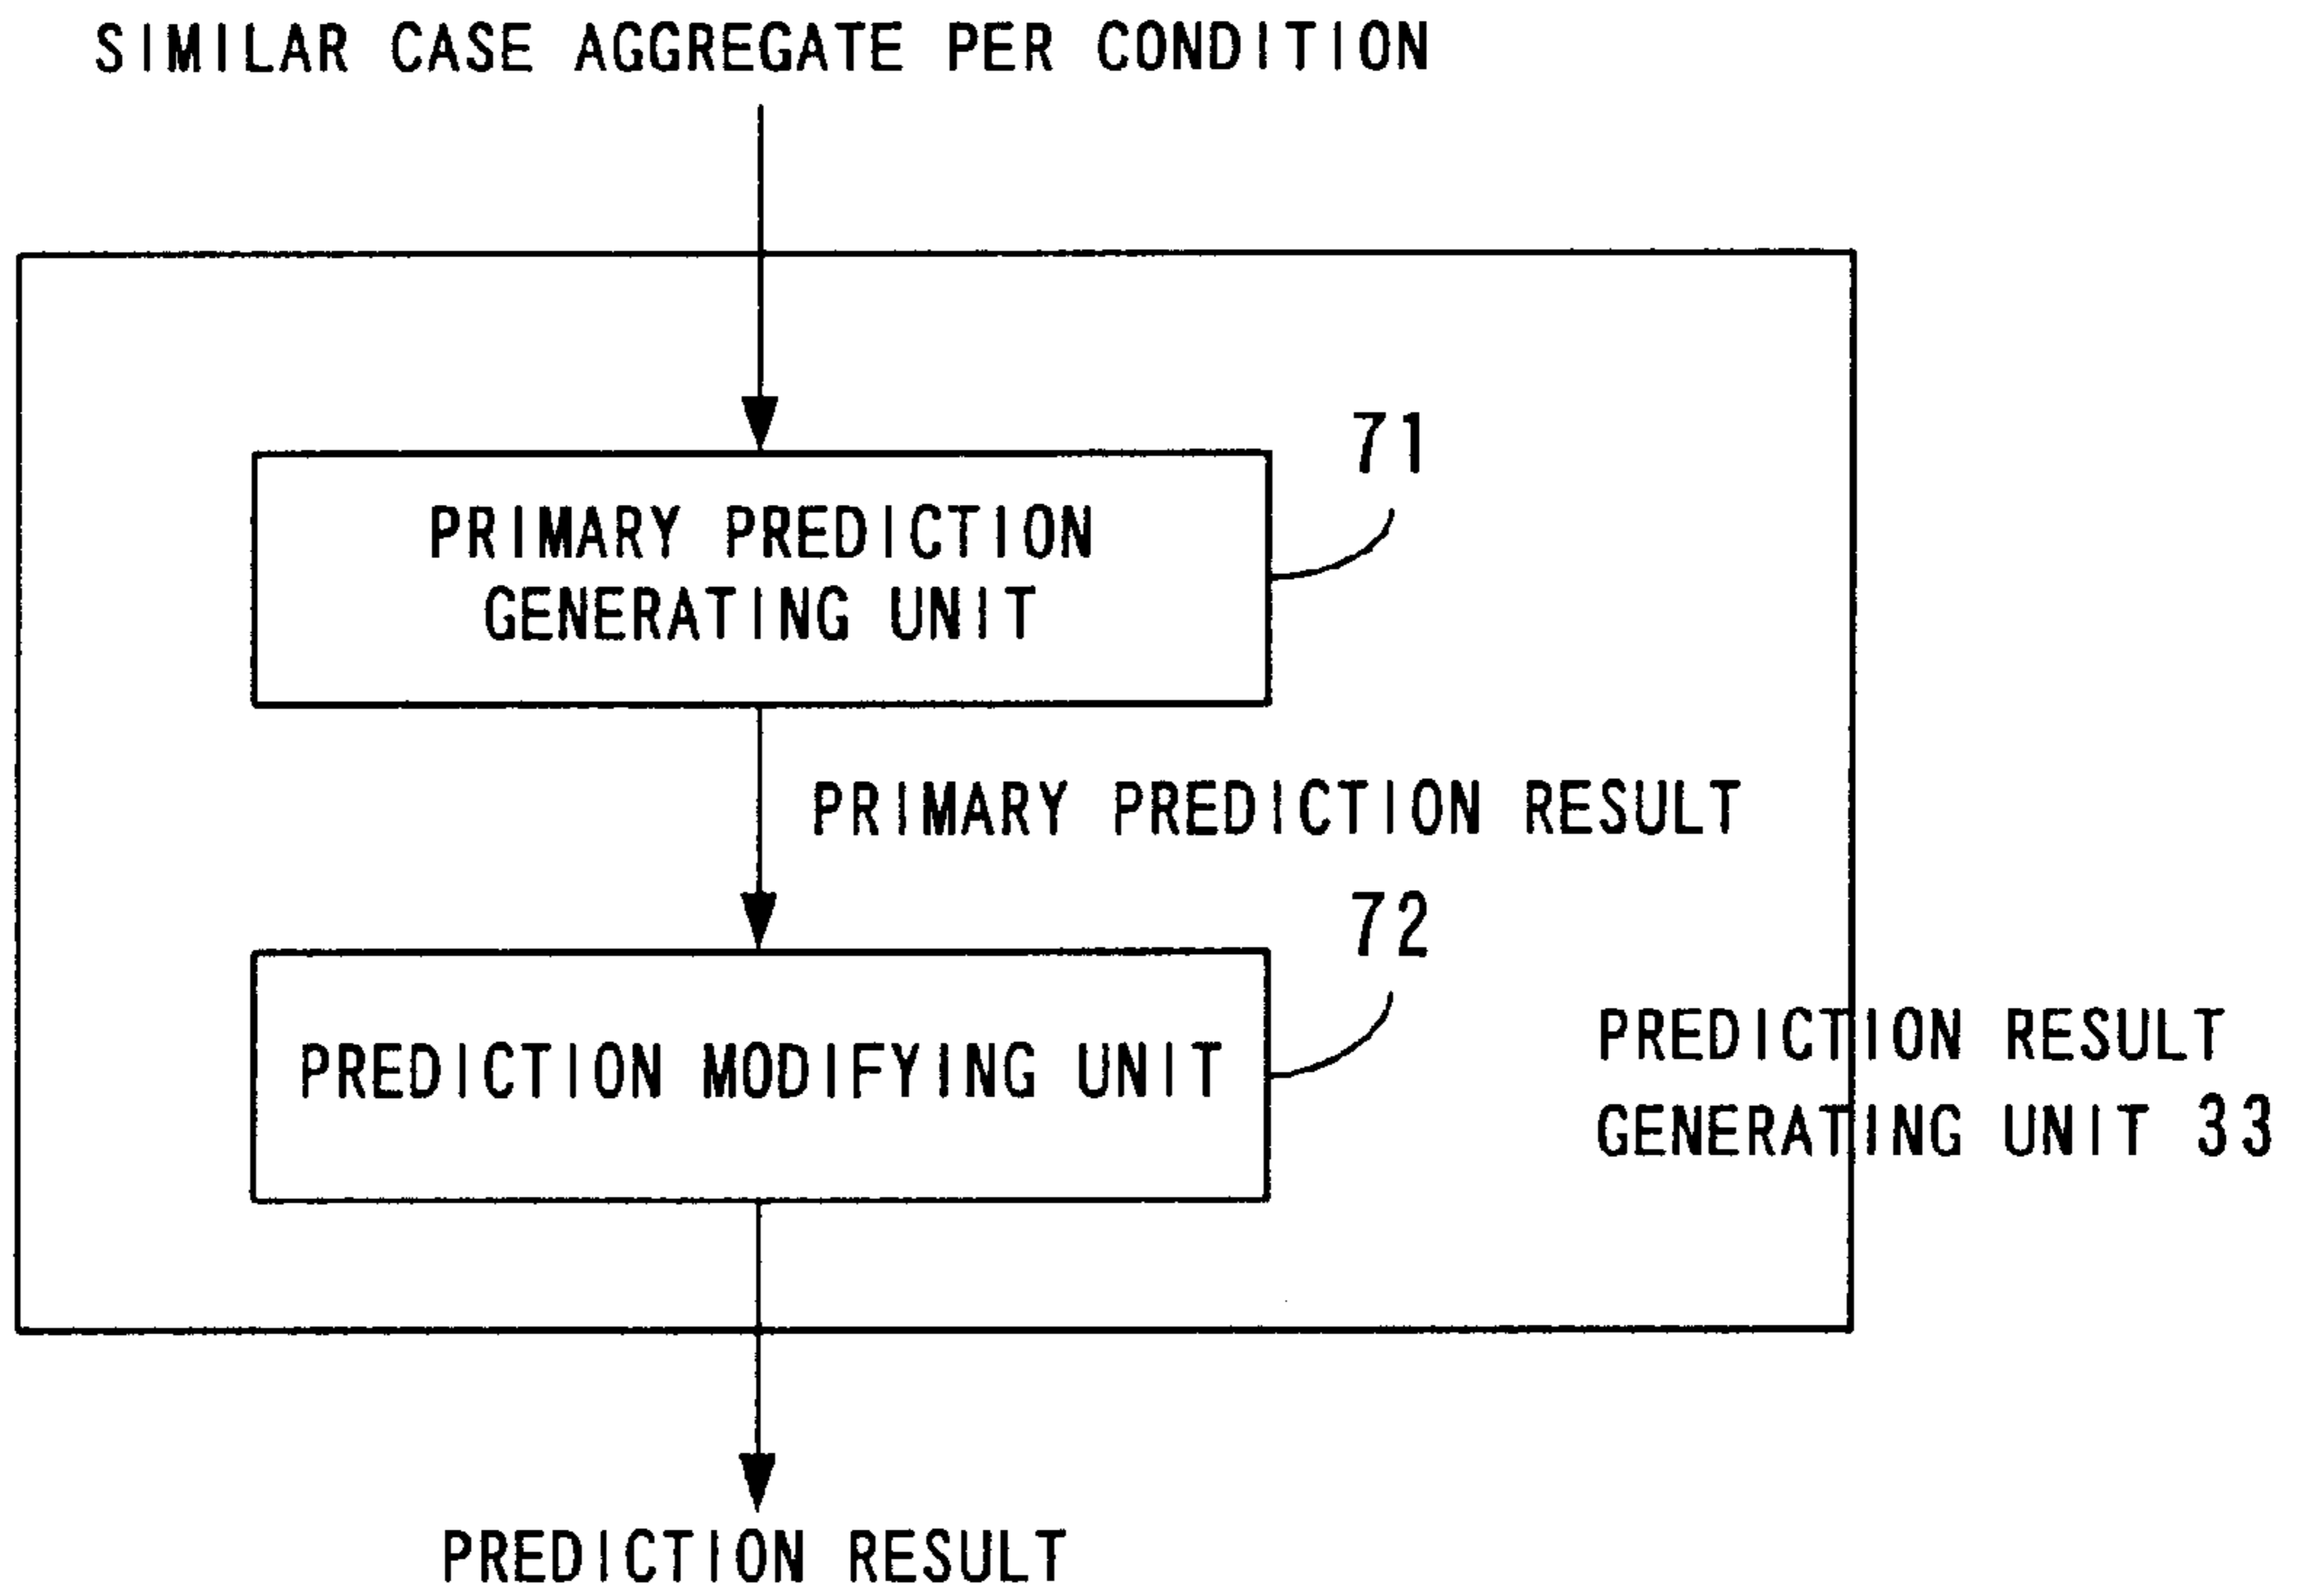 SIMILAR CASE AGGREGATE PER CONDITION
71
PRIMARY PREDICTION
GENERATING UNIT
PRIMARY PREDICTION RESULT
72
PREDICTION MODIFYING UNIT
PREDICTION RESULT
GENERATING UNIT 33
PREDICTION RESULT